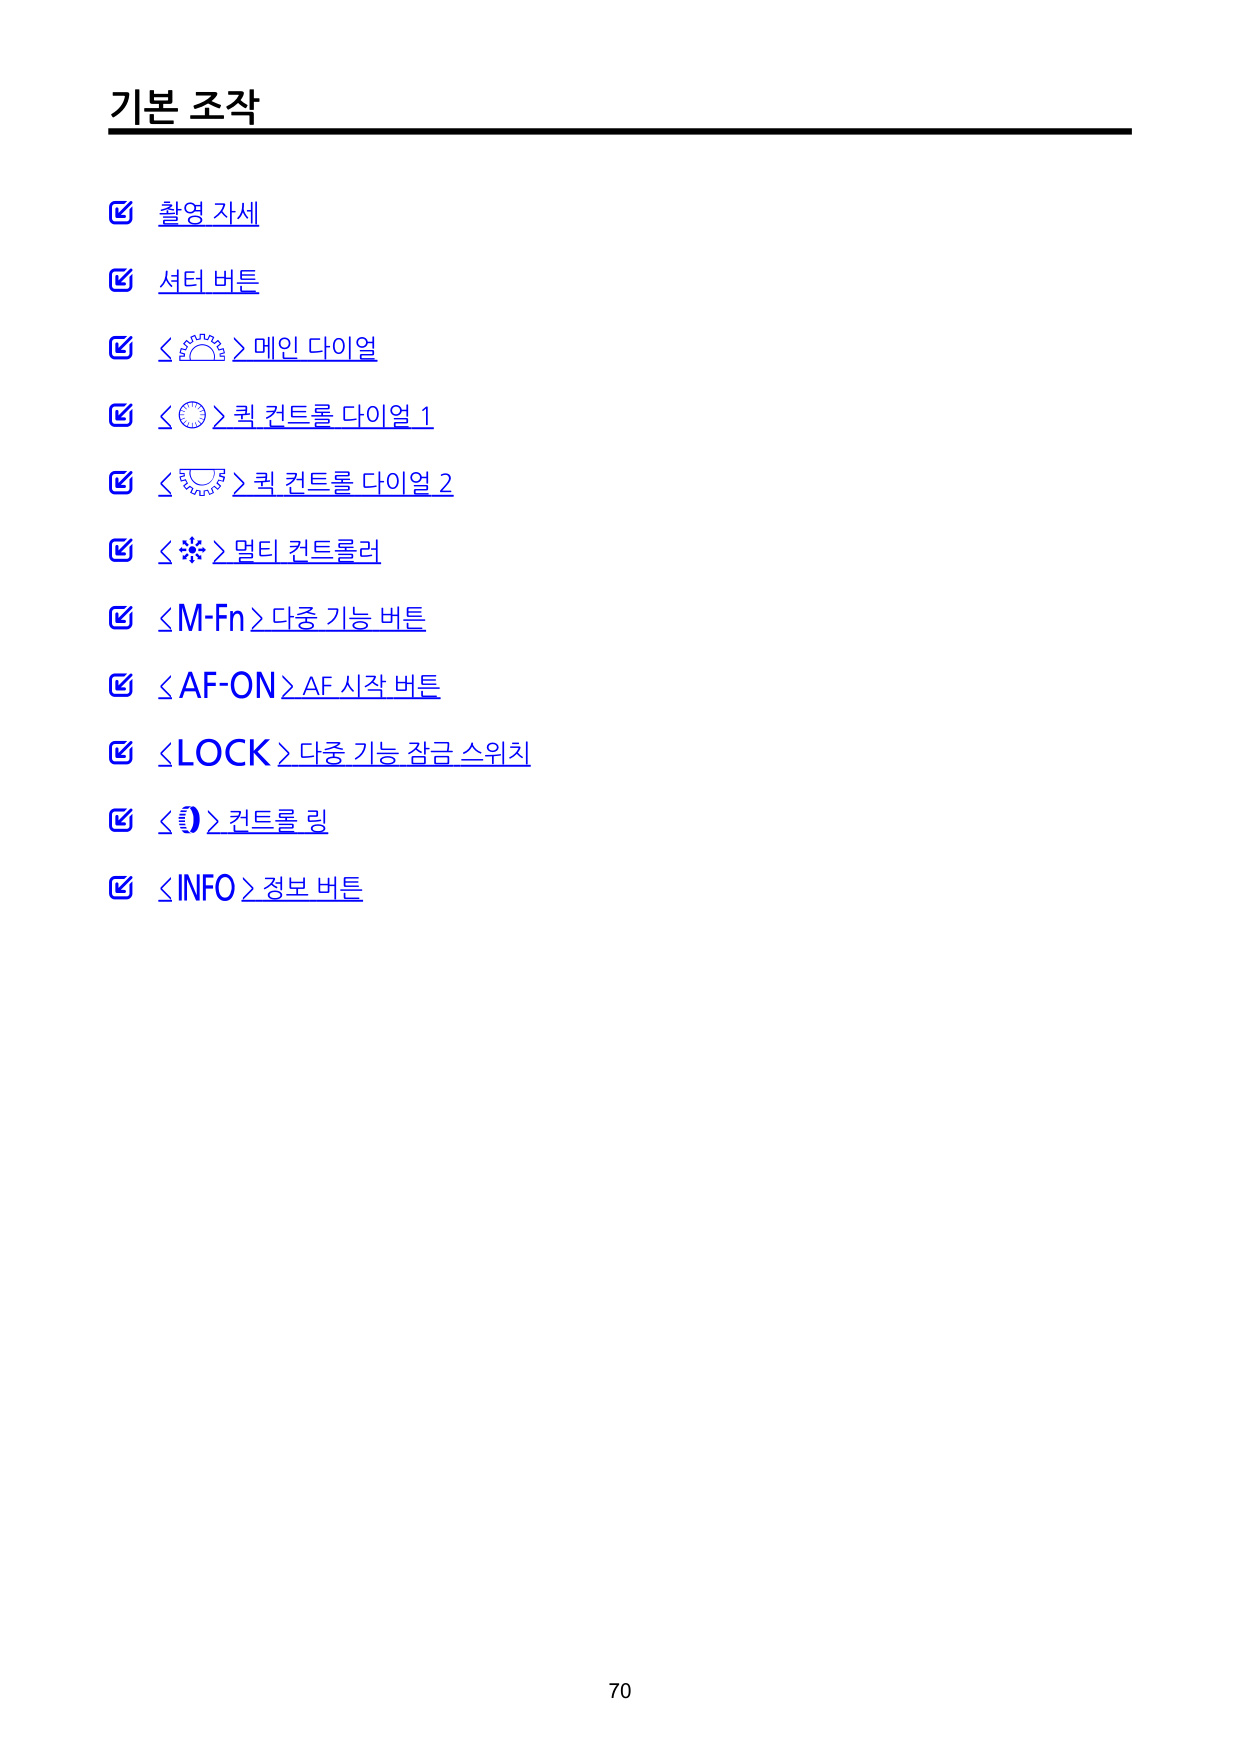 기본 조작
촬영 자세
셔터 버튼
< > 메인 다이얼
< > 퀵 컨트롤 다이얼 1
< > 퀵 컨트롤 다이얼 2
< > 멀티 컨트롤러
<M-Fn> 다중 기능 버튼
<AF-ON> AF 시작 버튼
<LOCK> 다중 기능 잠금 스위치
< > 컨트롤 링
<INFO> 정보 버튼
70